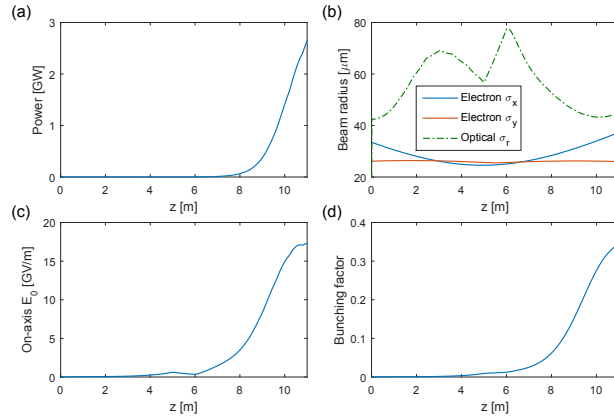 (a)
Power [GW]
3
2
1
0
0 2 4 6 8 10
z [m]
(b)
Beam radius [μm]
80
60
40
20
Electron σx
Electron σy
Optical σr
0 2 4 6 8 10
z [m]
(c)
On-axis E0 [GV/m]
20
15
10
5
0
0 2 4 6 8 10
z [m]
(d)
Bunching factor
0.4
0.3
0.2
0.1
0
0 2 4 6 8 10
z [m]